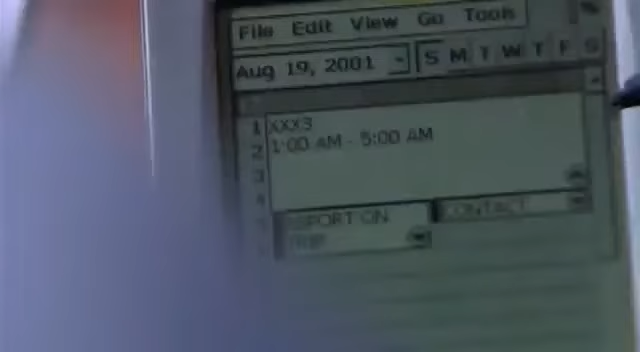 File Edit View Go Tools
Aug 19, 2001 S M T W T F S
1 XXX3
2 1:00 AM - 5:00 AM
3
4
REPORT ON
CONTACT